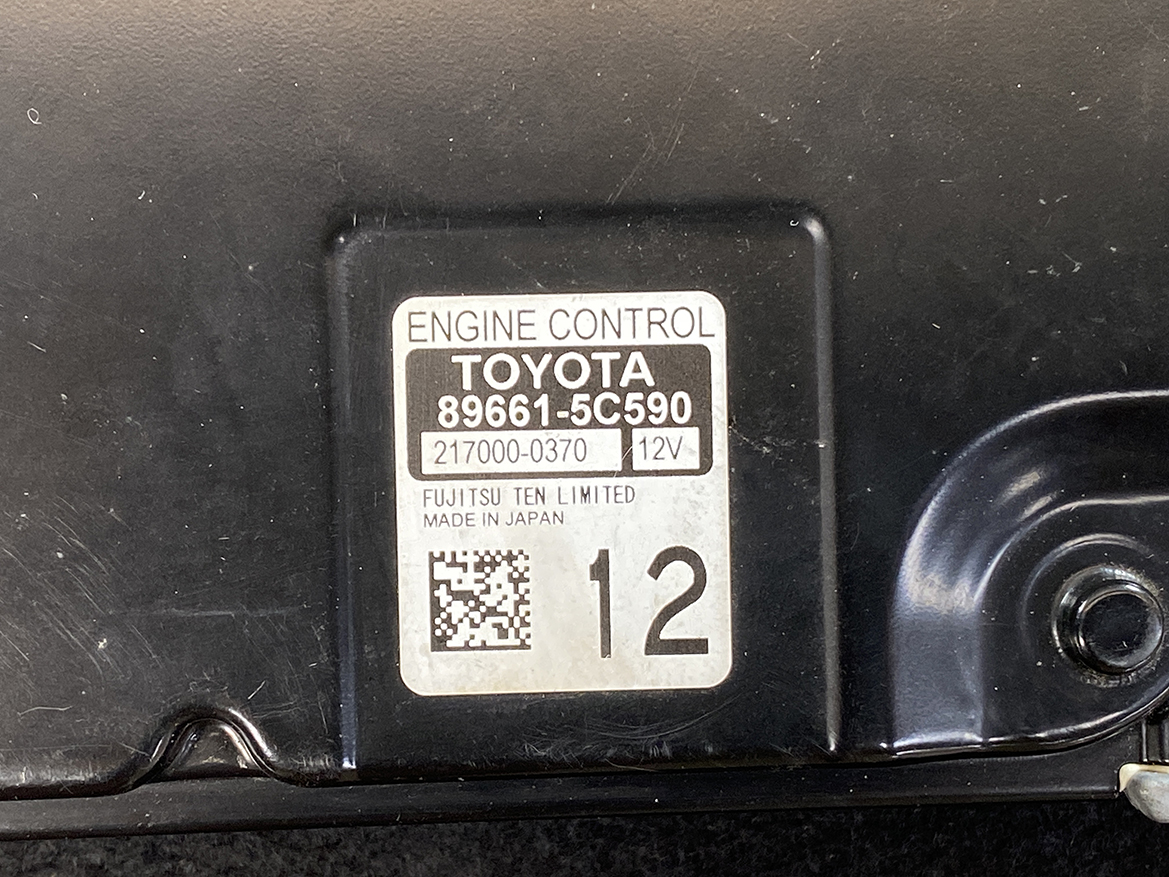 ENGINE CONTROL
TOYOTA
89661-5C590
217000-0370 12V
FUJITSU TEN LIMITED
MADE IN JAPAN
12